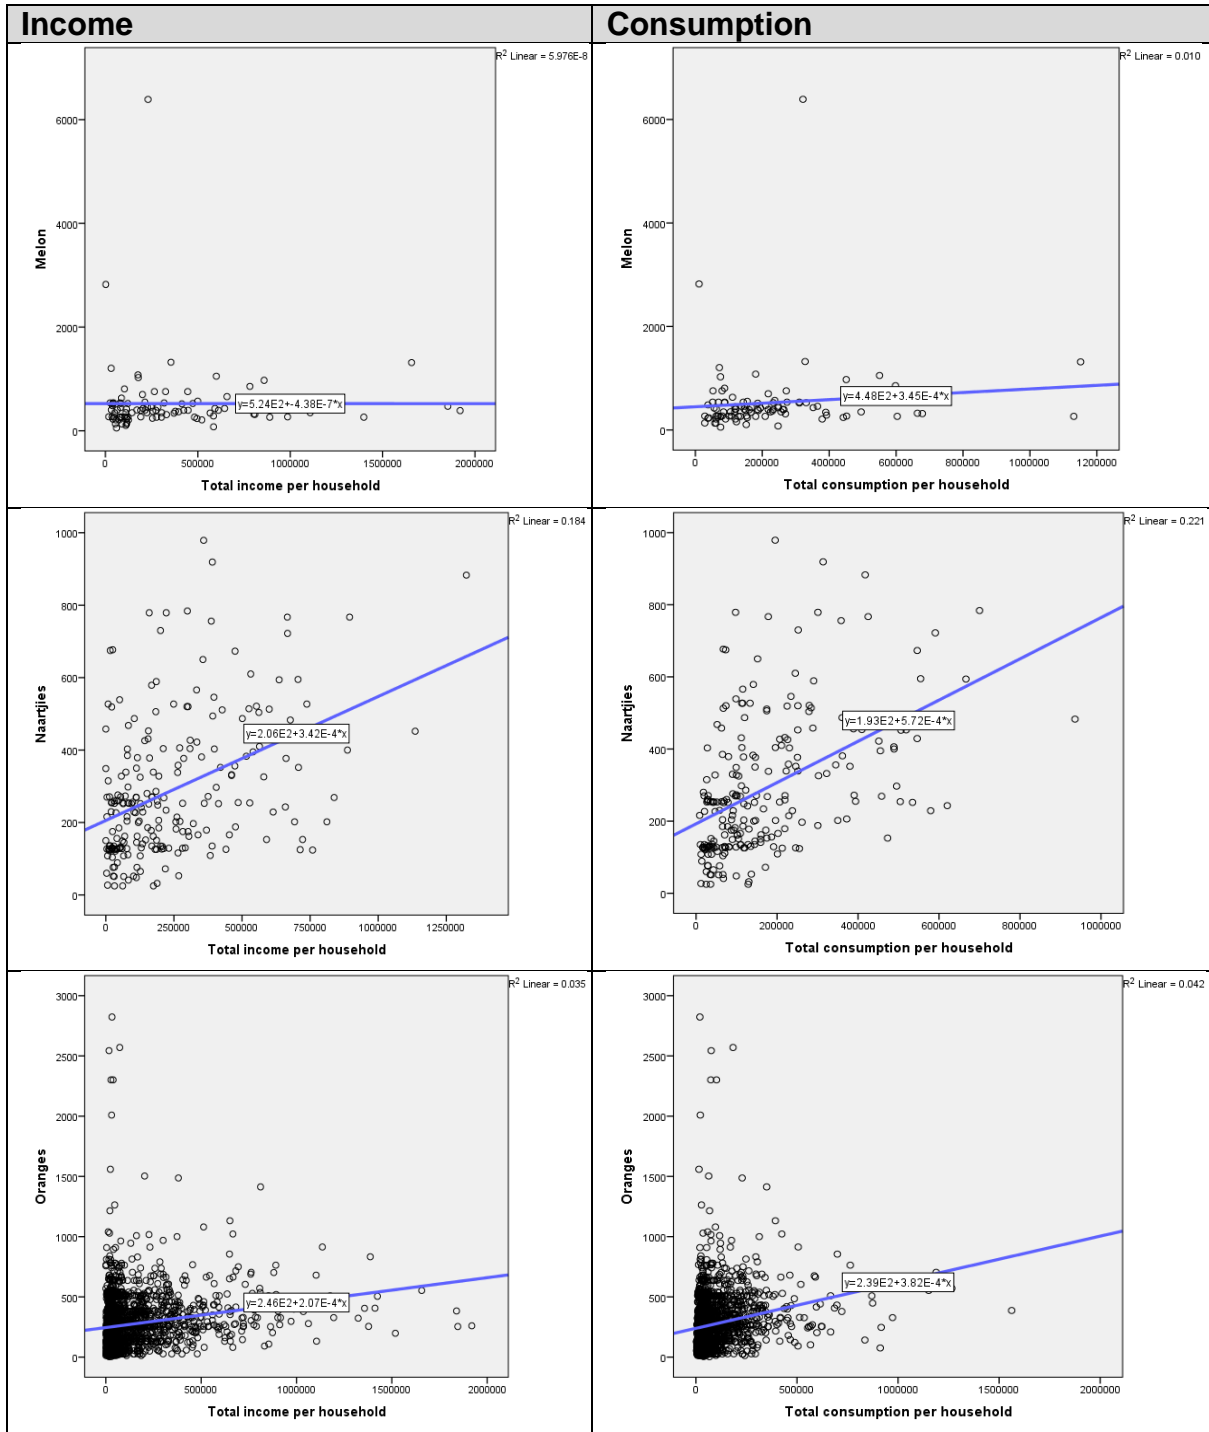 Income
Consumption
R² Linear = 5.976E-8
6000
4000
2000
0
Melon
y=5.24E2+-4.38E-7*x
0 500000 1000000 1500000 2000000
Total income per household
R² Linear = 0.010
6000
4000
2000
0
Melon
y=4.48E2+3.45E-4*x
0 200000 400000 600000 800000 1000000 1200000
Total consumption per household
R² Linear = 0.184
1000
800
600
400
200
0
Naartjies
y=2.06E2+3.42E-4*x
0 250000 500000 750000 1000000 1250000
Total income per household
R² Linear = 0.221
1000
800
600
400
200
0
Naartjies
y=1.93E2+5.72E-4*x
0 200000 400000 600000 800000 1000000
Total consumption per household
R² Linear = 0.035
3000
2500
2000
1500
1000
500
0
Oranges
y=2.46E2+2.07E-4*x
0 500000 1000000 1500000 2000000
Total income per household
R² Linear = 0.042
3000
2500
2000
1500
1000
500
0
Oranges
y=2.39E2+3.82E-4*x
0 500000 1000000 1500000 2000000
Total consumption per household